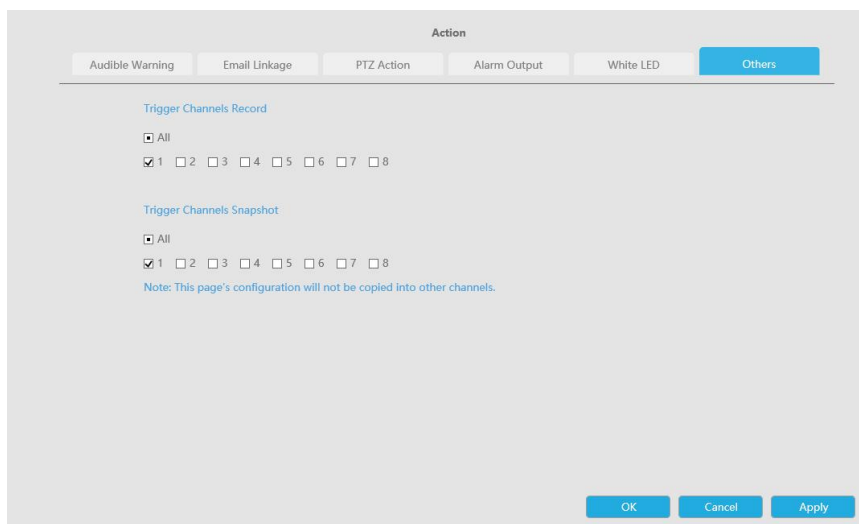 Action
Audible Warning Email Linkage PTZ Action Alarm Output White LED Others
Trigger Channels Record
All
1 2 3 4 5 6 7 8
Trigger Channels Snapshot
All
1 2 3 4 5 6 7 8
Note: This page's configuration will not be copied into other channels.
OK Cancel Apply